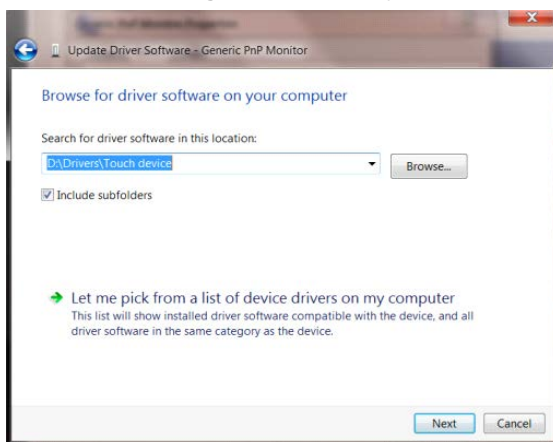 Update Driver Software - Generic PnP Monitor
Browse for driver software on your computer
Search for driver software in this location:
D:\Drivers\Touch device
Browse...
Include subfolders
Let me pick from a list of device drivers on my computer
This list will show installed driver software compatible with the device, and all
driver software in the same category as the device.
Next
Cancel